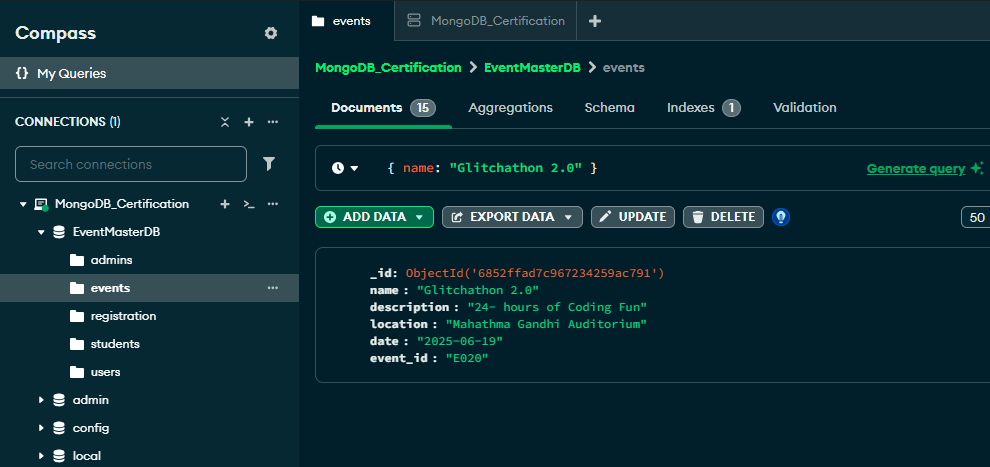 Compass
{} My Queries
CONNECTIONS (1)
Search connections
MongoDB_Certification
EventMasterDB
admins
events
registration
students
users
admin
config
local
events
MongoDB_Certification
MongoDB_Certification > EventMasterDB > events
Documents 15 Aggregations Schema Indexes 1 Validation
{ name: "Glitchathon 2.0" }
Generate query
ADD DATA EXPORT DATA UPDATE DELETE 50
_id: ObjectId('6852ffad7c967234259ac791')
name : "Glitchathon 2.0"
description : "24- hours of Coding Fun"
location : "Mahathma Gandhi Auditorium"
date : "2025-06-19"
event_id : "E020"